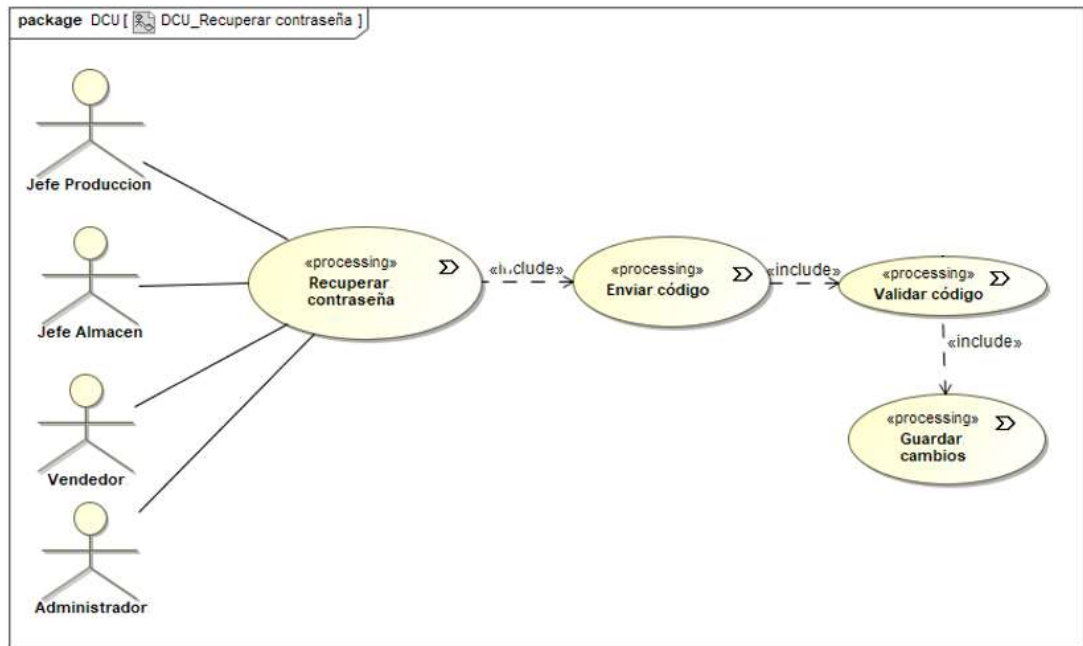 package DCU [ DCU_Recuperar contraseña ]
Jefe Produccion
Jefe Almacen
Vendedor
Administrador
«processing»
Recuperar
contraseña
«include»
«processing»
Enviar código
«include»
«processing»
Validar código
«include»
«processing»
Guardar
cambios